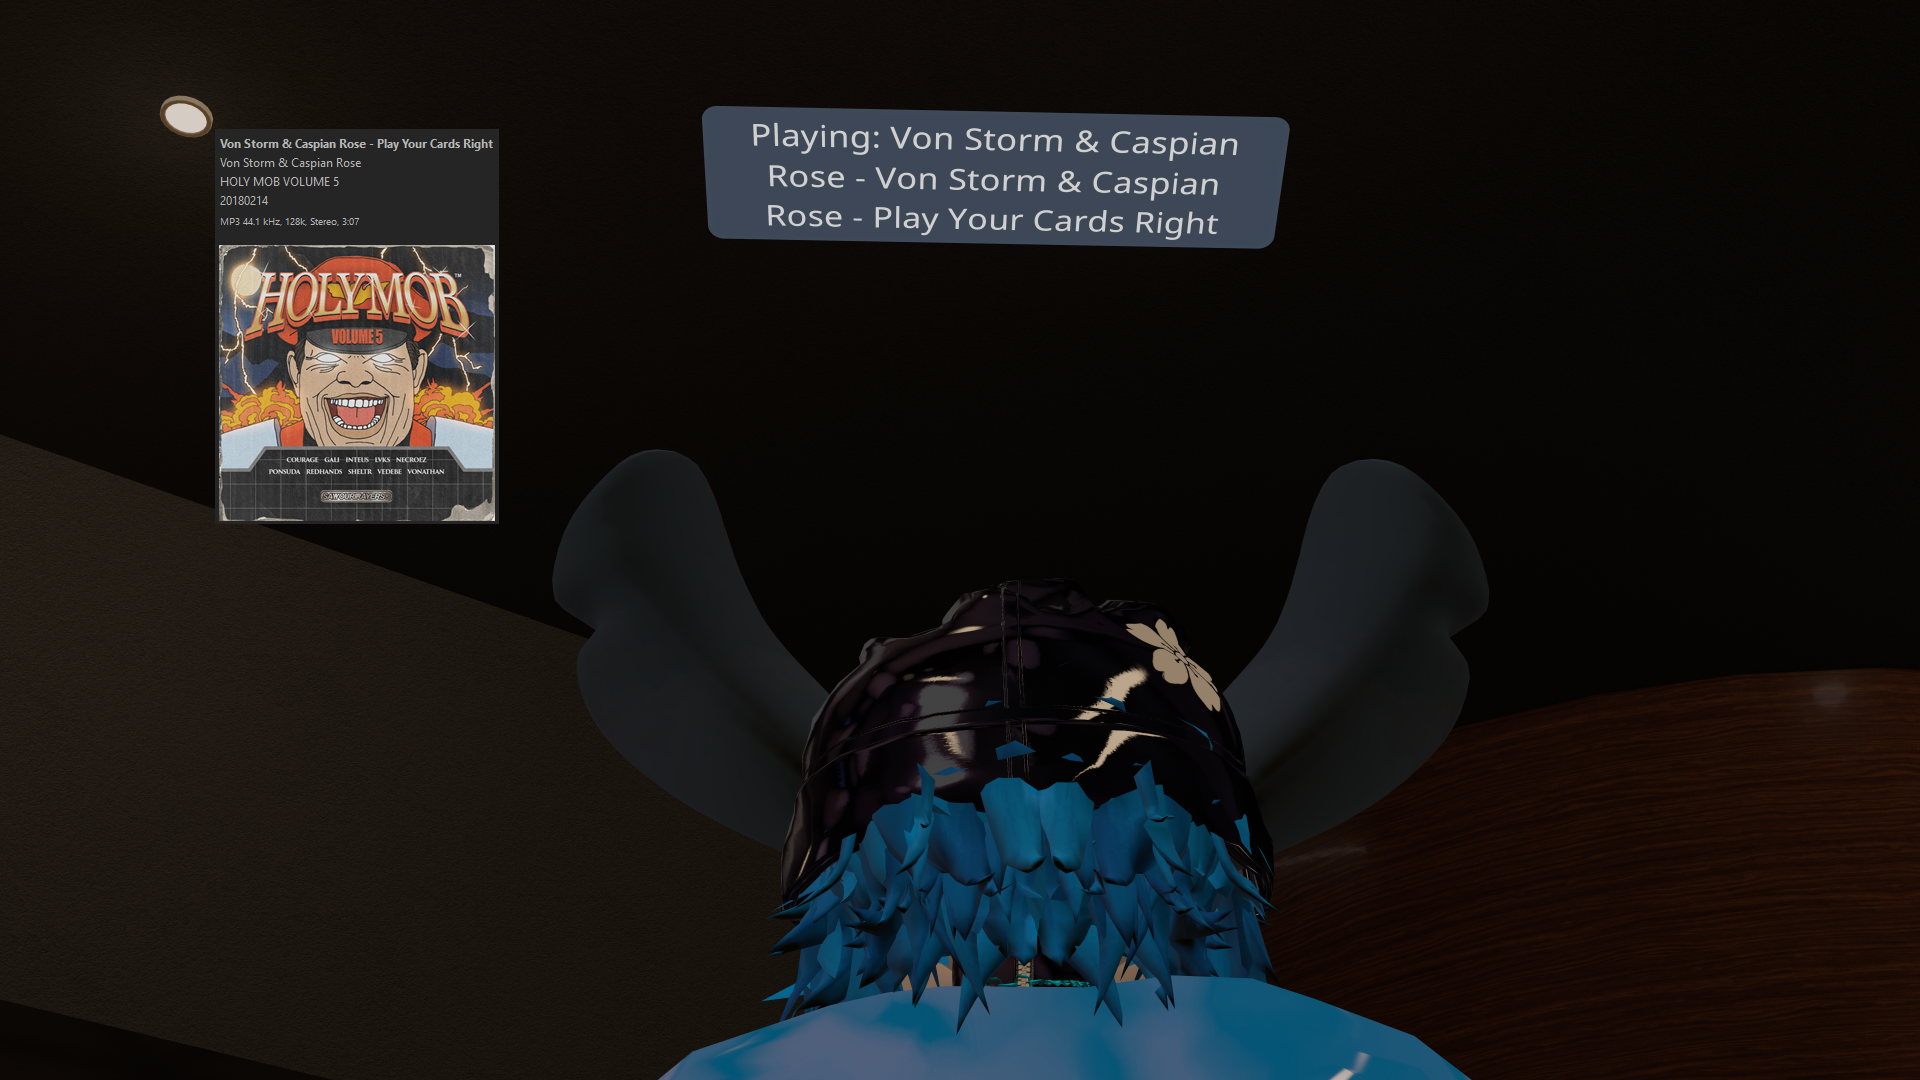 Von Storm & Caspian Rose - Play Your Cards Right
Von Storm & Caspian Rose
HOLY MOB VOLUME 5
20180214
MP3 44.1 kHz, 128k, Stereo, 3:07
HOLY MOB™
VOLUME 5
COURAGE GALI INTEUS LVKS NECROEZ
PONSUDA REDHANDS SHELTR VEDEBE VONATHAN
SAVOURLAYERS
Playing: Von Storm & Caspian
Rose - Von Storm & Caspian
Rose - Play Your Cards Right